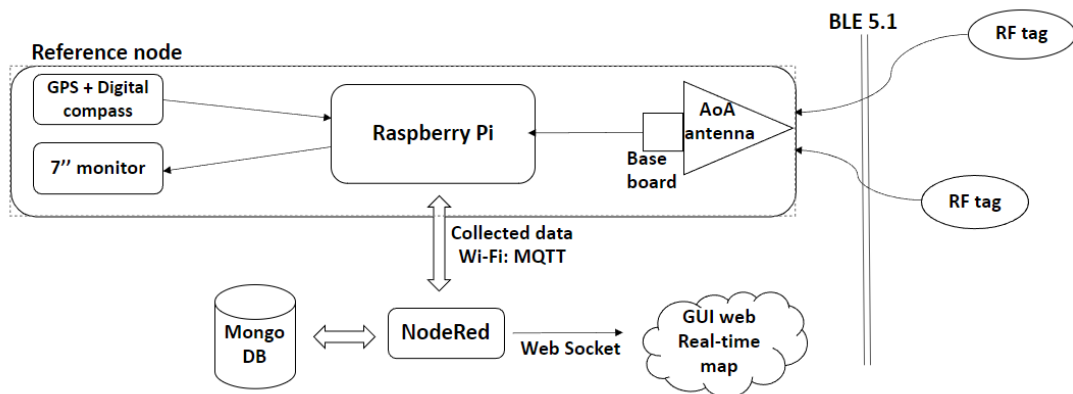 BLE 5.1
RF tag
Reference node
GPS + Digital
compass
Raspberry Pi
AoA
antenna
7’’ monitor
Base
board
RF tag
Collected data
Wi-Fi: MQTT
Mongo
DB
NodeRed
Web Socket
GUI web
Real-time
map